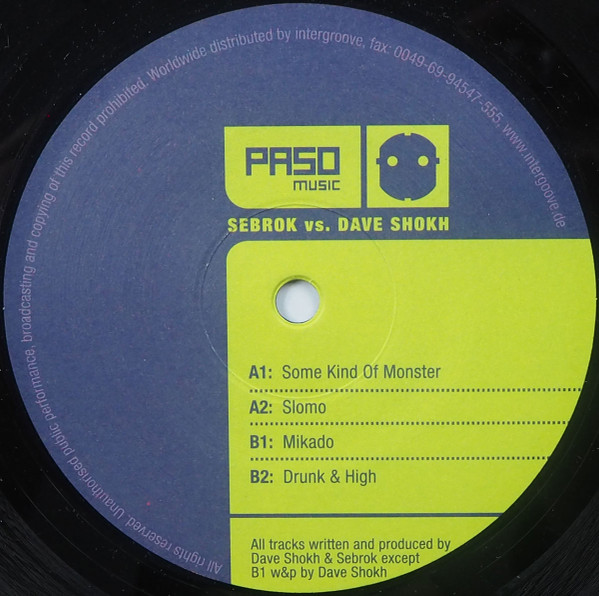 All rights reserved. Unauthorised public performance, broadcasting and copying of this record prohibited. Worldwide distributed by intergroove, fax: 0049-69-94547-555, www.intergoove.de
PASO
MUSIC
SEBROK vs. DAVE SHOKH
A1: Some Kind Of Monster
A2: Slomo
B1: Mikado
B2: Drunk & High
All tracks written and produced by
Dave Shokh & Sebrok except
B1 w&p by Dave Shokh